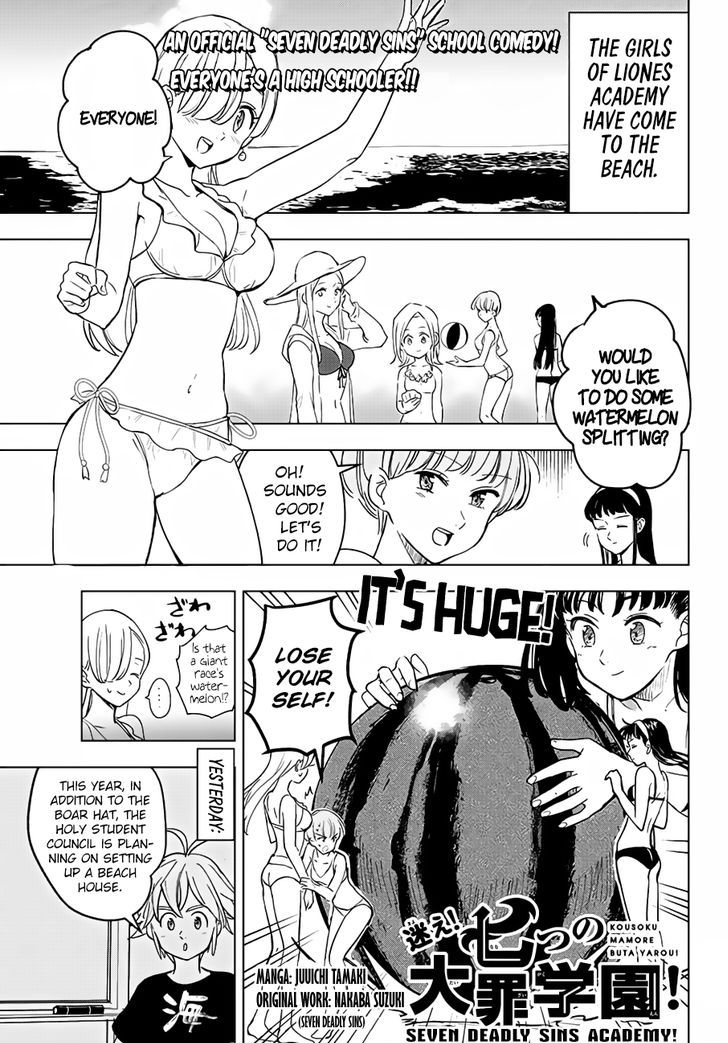 THE GIRLS
OF LIONES
ACADEMY
HAVE COME
TO THE
BEACH.
AN OFFICIAL "SEVEN DEADLY SINS" SCHOOL COMEDY!
EVERYONE'S A HIGH SCHOOLER!!
EVERYONE!
WOULD
YOU LIKE
TO DO SOME
WATERMELON
SPLITTING?
OH!
SOUNDS
GOOD!
LET'S
DO IT!
IT'S HUGE!
LOSE
YOUR
SELF!
ざわ
ざわ
Is that
a giant
race's
water-
melon!?
...
YESTERDAY:
THIS YEAR, IN
ADDITION TO THE
BOAR HAT, THE
HOLY STUDENT
COUNCIL IS PLAN-
NING ON SETTING
UP A BEACH
HOUSE.
海
迷え!
七つの
大罪学園!
KOUSOKU
MAMORE
BUTA YAROU!
MANGA: JUUICHI TAMAKI
ORIGINAL WORK: NAKABA SUZUKI
(SEVEN DEADLY SINS)
SEVEN DEADLY SINS ACADEMY!